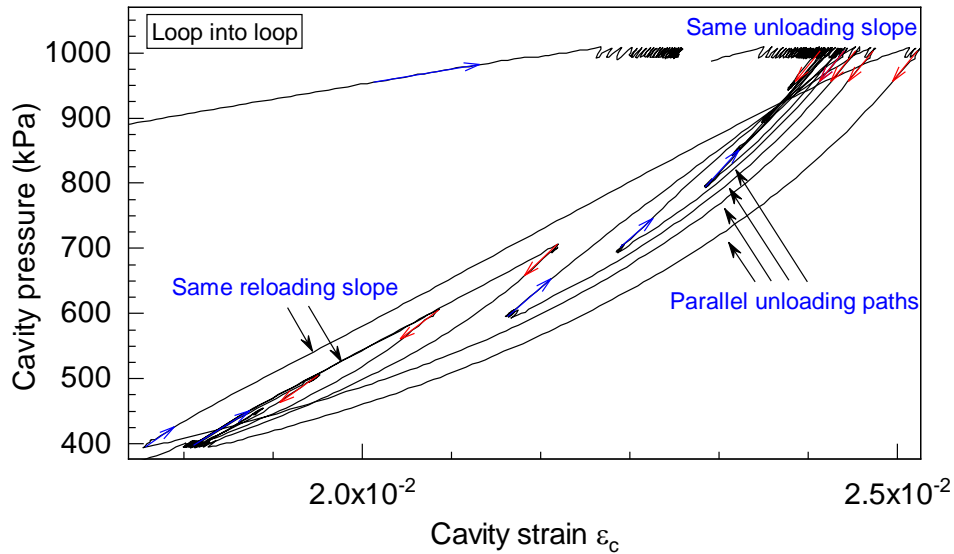 Loop into loop
Same unloading slope
1000
900
800
700
600
500
400
Cavity pressure (kPa)
Same reloading slope
Parallel unloading paths
2.0x10-2
2.5x10-2
Cavity strain εc